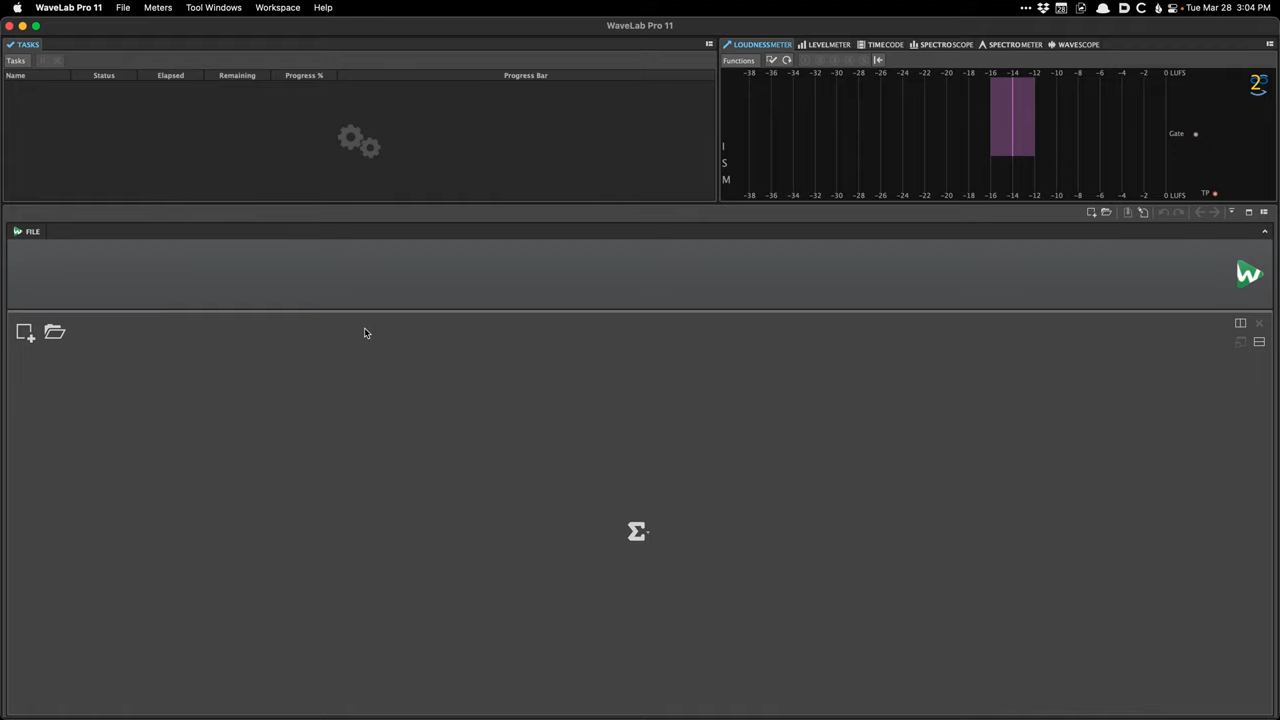 WaveLab Pro 11 File Meters Tool Windows Workspace Help ••• 28 D C Tue Mar 28 3:04 PM
WaveLab Pro 11
TASKS
LOUDNESSMETER LEVELMETER TIMECODE SPECTROSCOPE SPECTROMETER WAVESCOPE
Tasks
Functions
Name Status Elapsed Remaining Progress % Progress Bar
-38 -36 -34 -32 -30 -28 -26 -24 -22 -20 -18 -16 -14 -12 -10 -8 -6 -4 -2 0 LUFS
Gate
I
S
M
TP
-38 -36 -34 -32 -30 -28 -26 -24 -22 -20 -18 -16 -14 -12 -10 -8 -6 -4 -2 0 LUFS
FILE
W
Σ